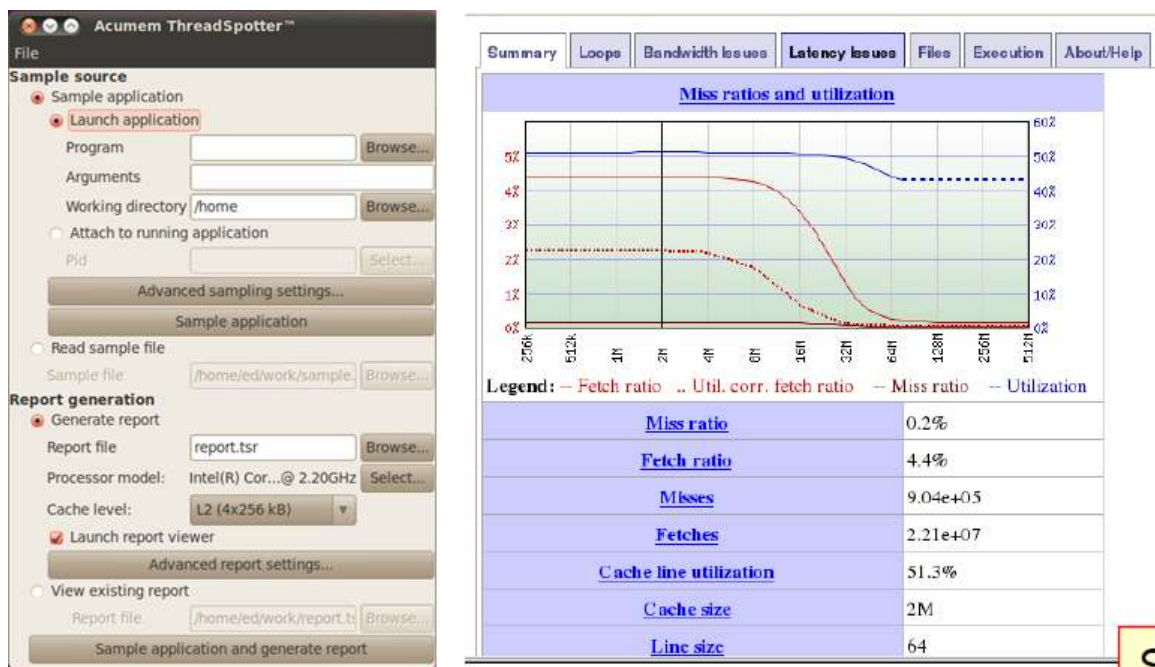 Acumem ThreadSpotter™
File
Sample source
Sample application
Launch application
Program Browse...
Arguments
Working directory /home Browse...
Attach to running application
Pid Select...
Advanced sampling settings...
Sample application
Read sample file
Sample file /home/ed/work/sample. Browse...
Report generation
Generate report
Report file report.tsr Browse...
Processor model: Intel(R) Cor...@ 2.20GHz Select...
Cache level: L2 (4x256 kB)
Launch report viewer
Advanced report settings...
View existing report
Report file /home/ed/work/report.ts Browse...
Sample application and generate report
Summary Loops Bandwidth Issues Latency Issues Files Execution About/Help
Miss ratios and utilization
60%
5% 50%
4% 40%
3%
2% 20%
1% 10%
0% 0%
256k 512k 1M 2M 4M 8M 16M 32M 64M 128M 256M 512M
Legend: -- Fetch ratio .. Util. corr. fetch ratio -- Miss ratio -- Utilization
Miss ratio 0.2%
Fetch ratio 4.4%
Misses 9.04e+05
Fetches 2.21e+07
Cache line utilization 51.3%
Cache size 2M
Line size 64